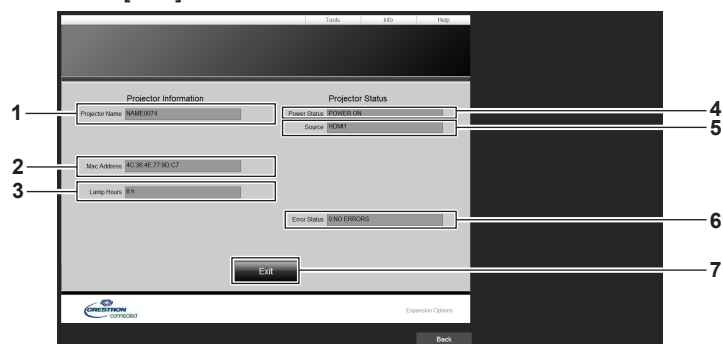 Tools Info Help
Projector Information Projector Status
1 Projector Name NAME0074 Power Status POWER ON 4
Source HDMI1 5
2 Mac Address 4C:36:4E:77:9D:C7
3 Lamp Hours 8 h
Error Status 0:NO ERRORS 6
Exit 7
CRESTRON connected Expansion Options
Back